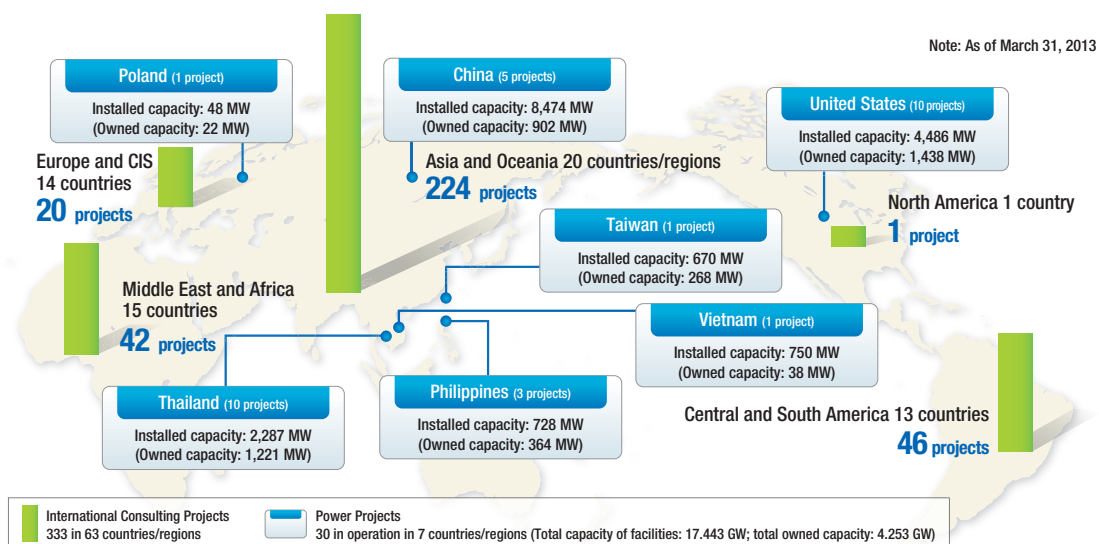 Note: As of March 31, 2013
Poland (1 project)
Installed capacity: 48 MW
(Owned capacity: 22 MW)
China (5 projects)
Installed capacity: 8,474 MW
(Owned capacity: 902 MW)
United States (10 projects)
Installed capacity: 4,486 MW
(Owned capacity: 1,438 MW)
Europe and CIS
14 countries
20 projects
Asia and Oceania 20 countries/regions
224 projects
North America 1 country
1 project
Taiwan (1 project)
Installed capacity: 670 MW
(Owned capacity: 268 MW)
Middle East and Africa
15 countries
42 projects
Vietnam (1 project)
Installed capacity: 750 MW
(Owned capacity: 38 MW)
Thailand (10 projects)
Installed capacity: 2,287 MW
(Owned capacity: 1,221 MW)
Philippines (3 projects)
Installed capacity: 728 MW
(Owned capacity: 364 MW)
Central and South America 13 countries
46 projects
International Consulting Projects
333 in 63 countries/regions
Power Projects
30 in operation in 7 countries/regions (Total capacity of facilities: 17.443 GW; total owned capacity: 4.253 GW)